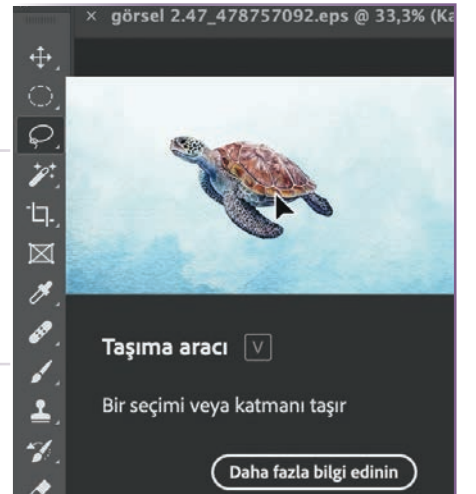 × görsel 2.47_478757092.eps @ 33,3% (Ka
Taşıma aracı V
Bir seçimi veya katmanı taşır
Daha fazla bilgi edinin